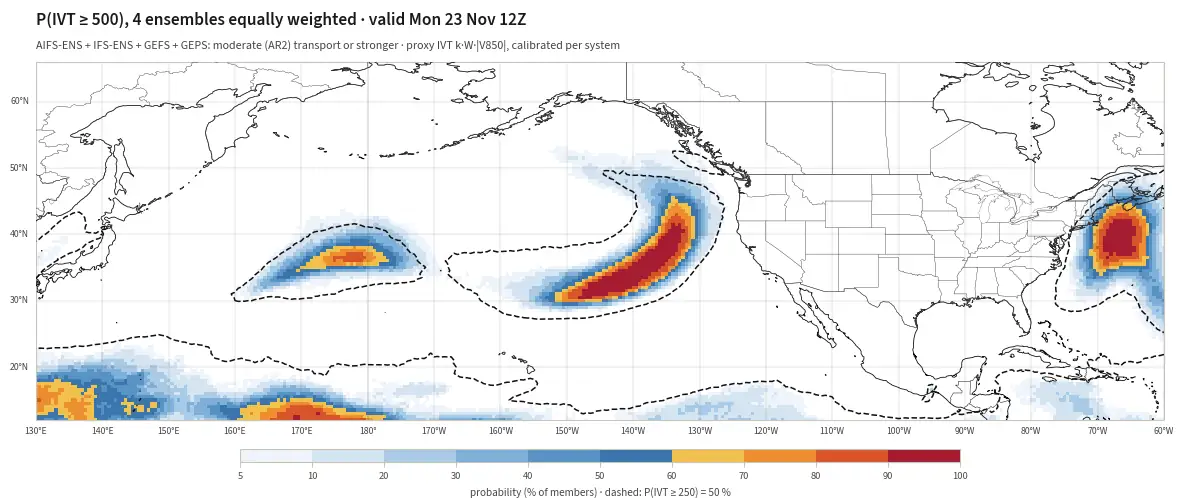 P(IVT ≥ 500), 4 ensembles equally weighted · valid Mon 23 Nov 12Z
AIFS-ENS + IFS-ENS + GEFS + GEPS: moderate (AR2) transport or stronger · proxy IVT k·W·|V850|, calibrated per system
60°N
50°N
40°N
30°N
20°N
130°E 140°E 150°E 160°E 170°E 180° 170°W 160°W 150°W 140°W 130°W 120°W 110°W 100°W 90°W 80°W 70°W 60°W
5 10 20 30 40 50 60 70 80 90 100
probability (% of members) · dashed: P(IVT ≥ 250) = 50 %